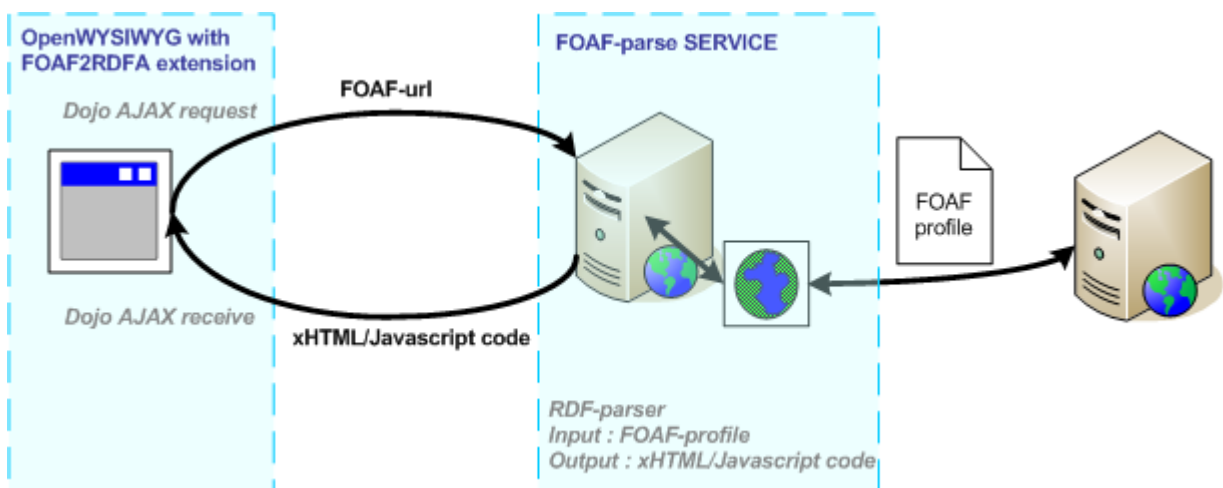 OpenWYSIWYG with
FOAF2RDFA extension
Dojo AJAX request
Dojo AJAX receive
FOAF-url
xHTML/Javascript code
FOAF-parse SERVICE
RDF-parser
Input : FOAF-profile
Output : xHTML/Javascript code
FOAF
profile